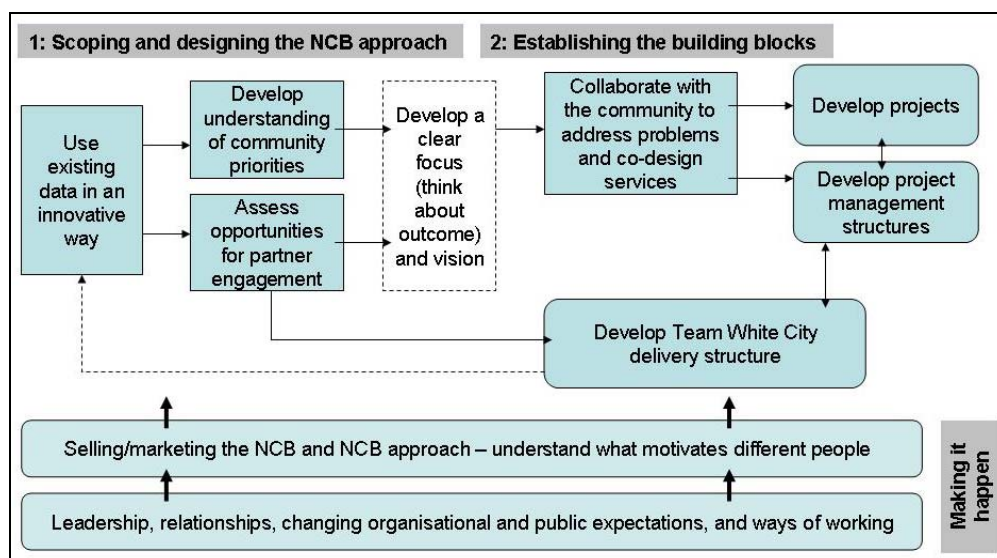 1: Scoping and designing the NCB approach
2: Establishing the building blocks
Use
existing
data in an
innovative
way
Develop
understanding
of community
priorities
Assess
opportunities
for partner
engagement
Develop a
clear
focus
(think
about
outcome)
and vision
Collaborate with
the community to
address problems
and co-design
services
Develop projects
Develop project
management
structures
Develop Team White City
delivery structure
Selling/marketing the NCB and NCB approach – understand what motivates different people
Leadership, relationships, changing organisational and public expectations, and ways of working
Making it
happen